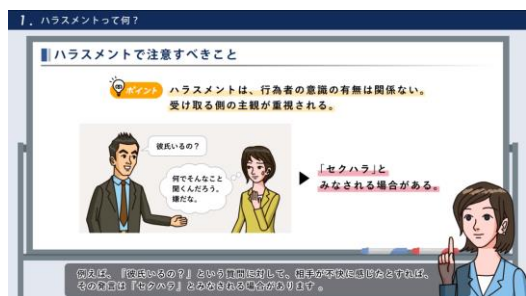 1. ハラスメントって何？
ハラスメントで注意すべきこと
ポイント
ハラスメントは、行為者の意識の有無は関係ない。
受け取る側の主観が重視される。
彼氏いるの？
何でそんなこと
聞くんだろう。
嫌だな。
「セクハラ」と
みなされる場合がある。
例えば、「彼氏いるの？」という質問に対して、相手が不快に感じたとすれば、
その発言は「セクハラ」とみなされる場合があります。